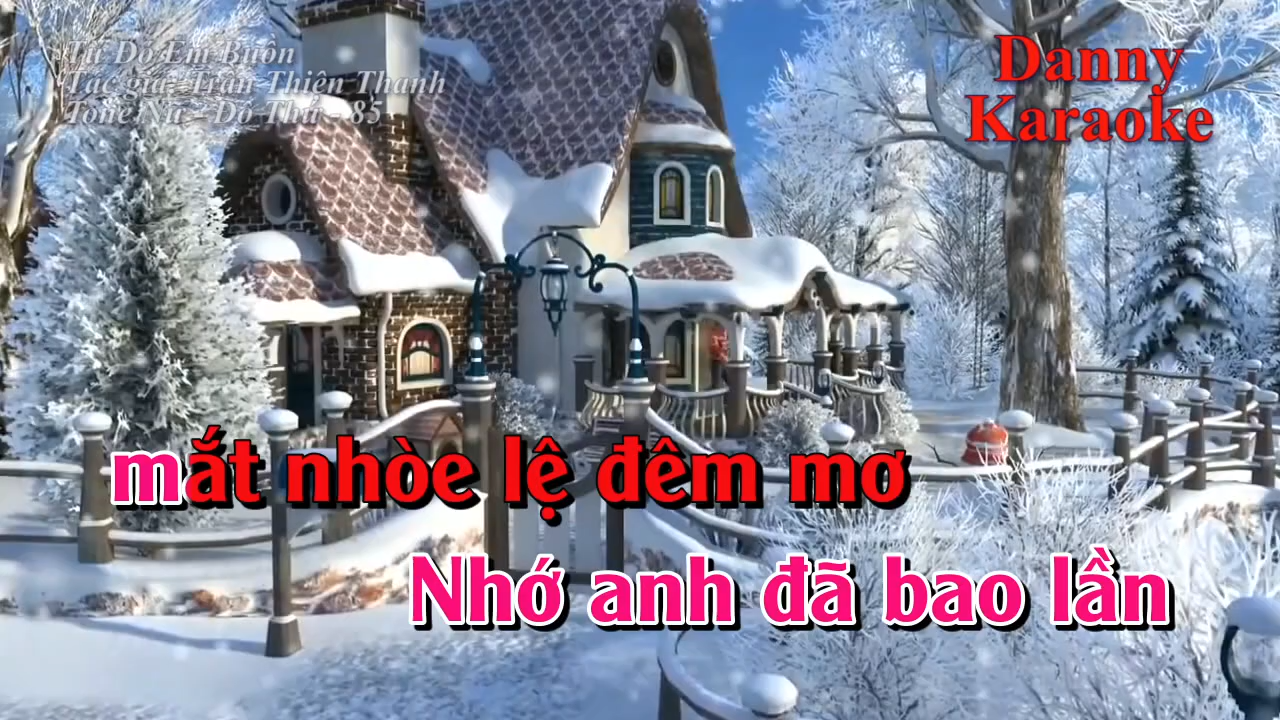 Từ Đó Em Buồn
Tác giả: Trần Thiện Thanh
Tone Nữ - Đô Thứ - 85
Danny
Karaoke
mắt nhòe lệ đêm mơ
Nhớ anh đã bao lần